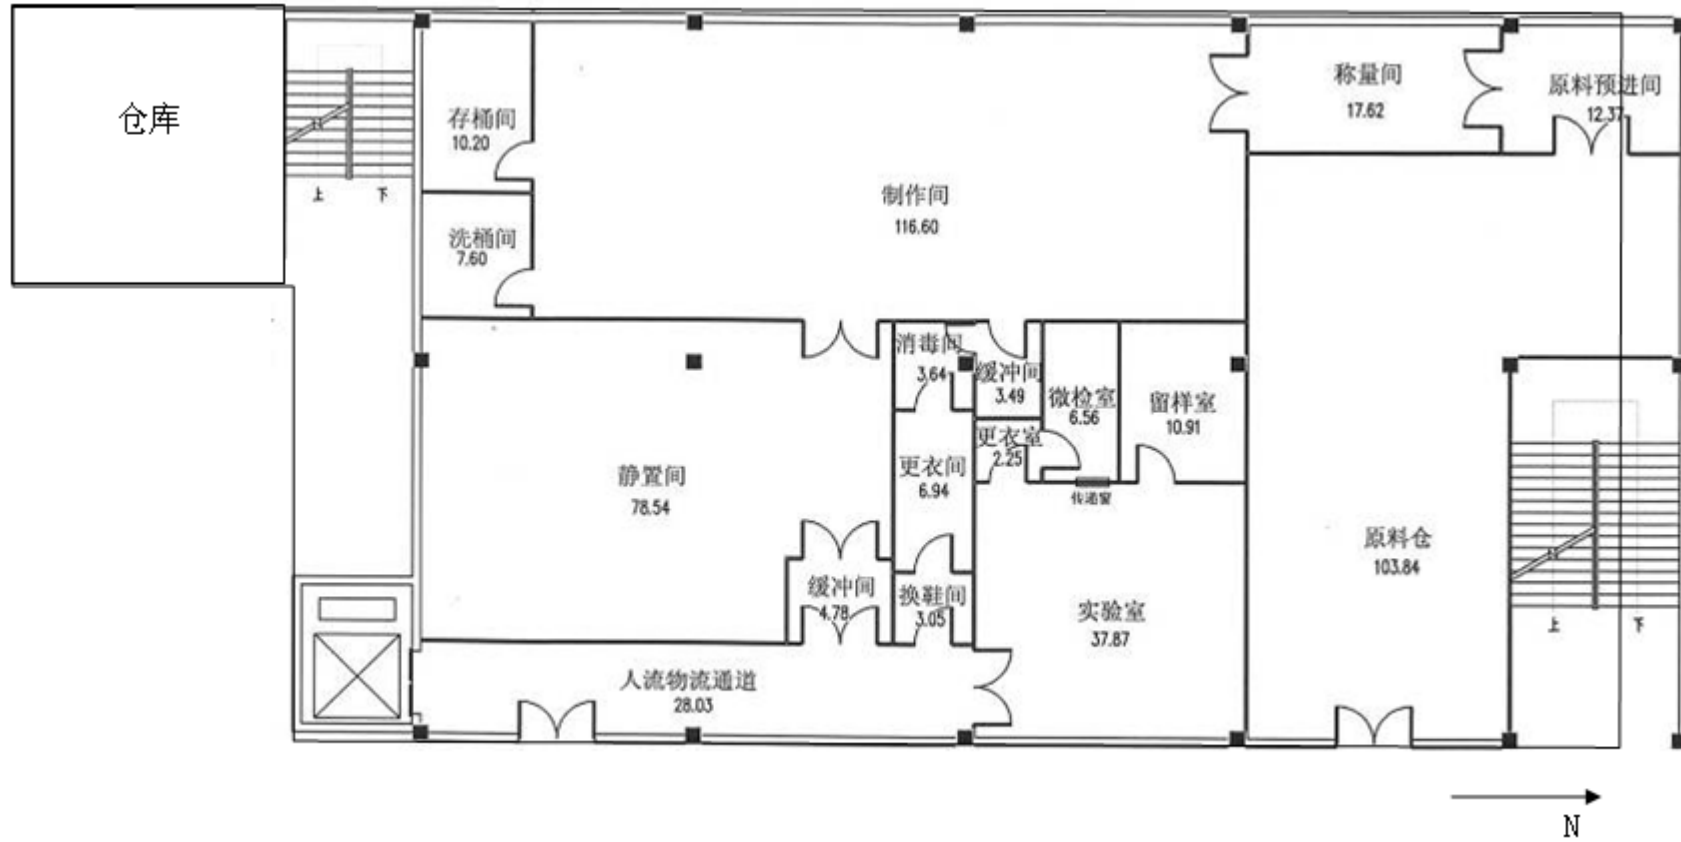 仓库
上
下
存桶间
10.20
洗桶间
7.60
制作间
116.60
称量间
17.62
原料预进间
12.37
消毒间
3.64
缓冲间
3.49
微检室
6.56
留样室
10.91
更衣室
2.25
更衣间
6.94
静置间
78.54
传递窗
缓冲间
4.78
换鞋间
3.05
实验室
37.87
原料仓
103.84
上
下
人流物流通道
28.03
N